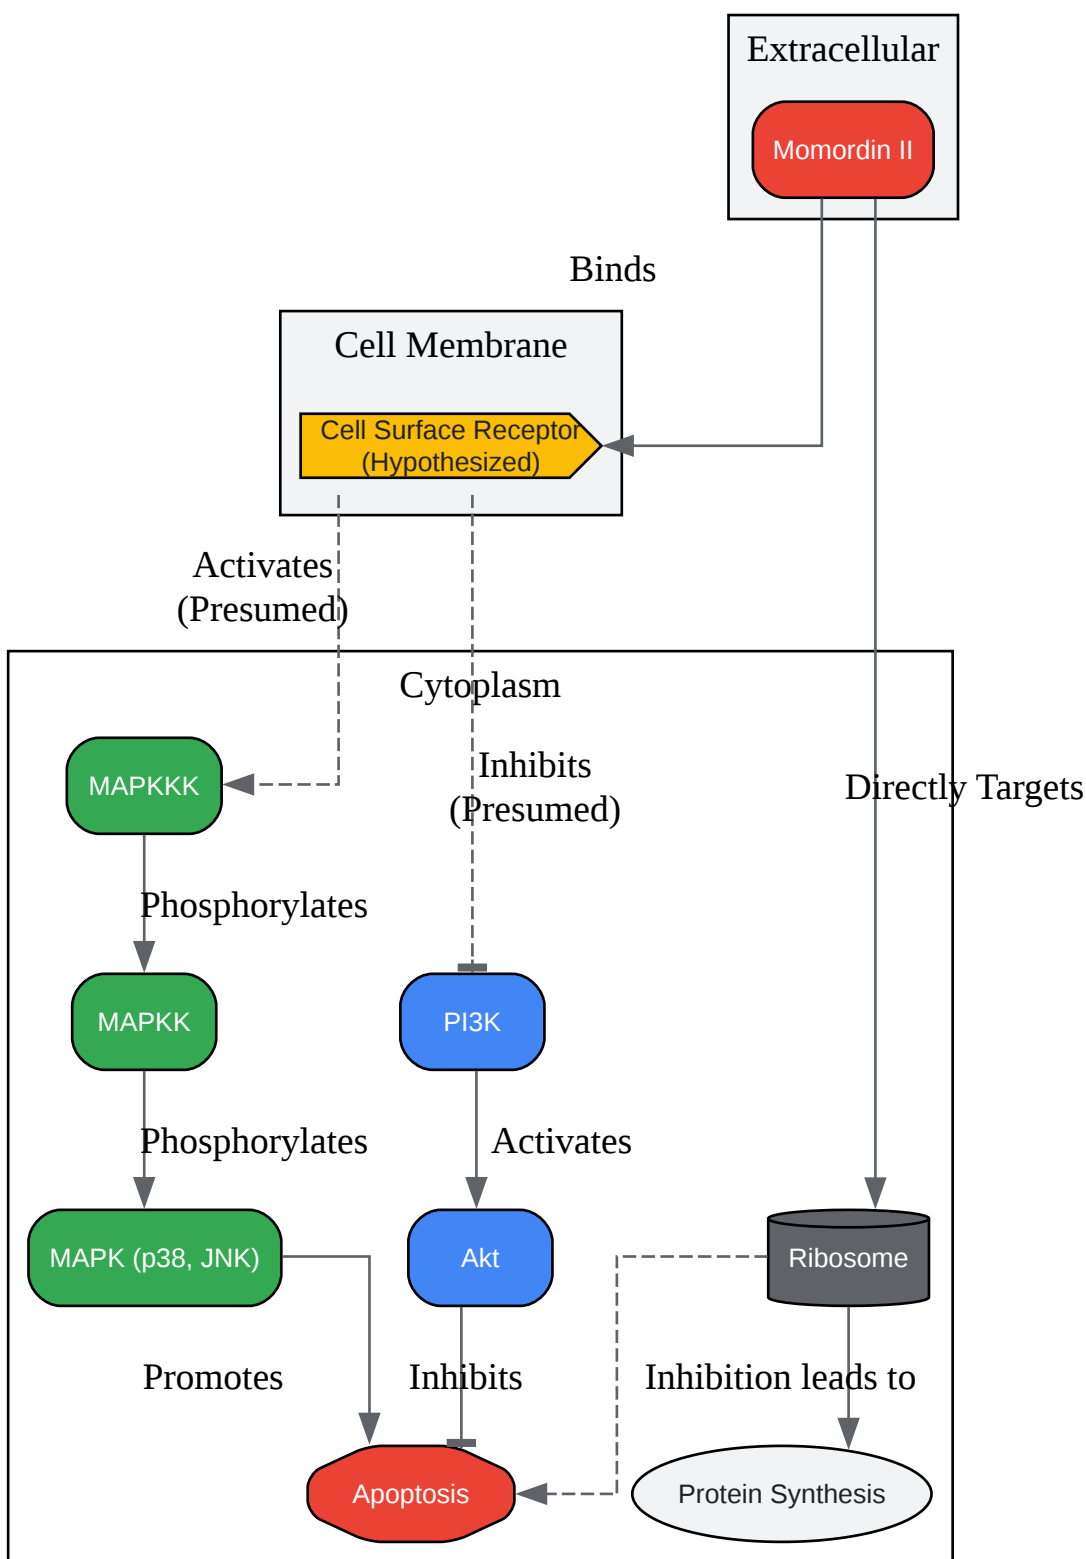 Extracellular
Momordin II
Binds
Cell Membrane
Cell Surface Receptor
(Hypothesized)
Activates
(Presumed)
Cytoplasm
Inhibits
(Presumed)
MAPKKK
Directly Targets
Phosphorylates
MAPKK
PI3K
Phosphorylates
Activates
MAPK (p38, JNK)
Akt
Ribosome
Promotes
Inhibits
Inhibition leads to
Apoptosis
Protein Synthesis